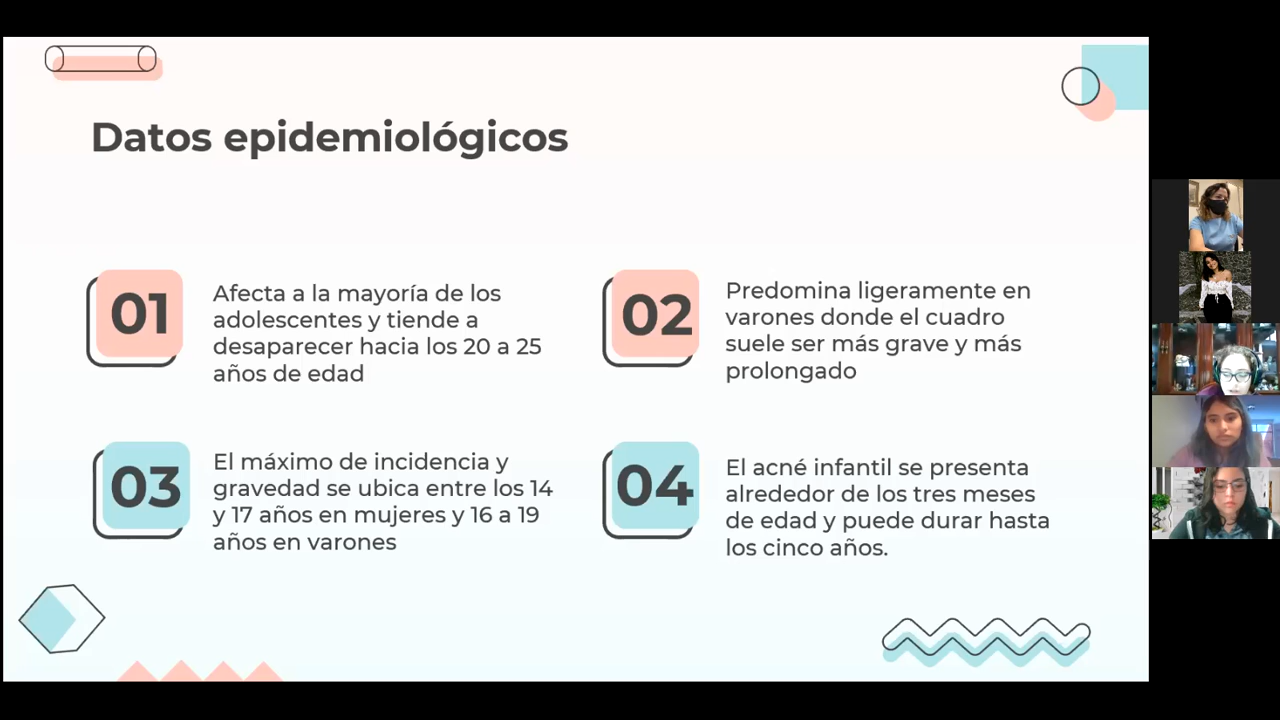 Datos epidemiológicos
01
Afecta a la mayoría de los
adolescentes y tiende a
desaparecer hacia los 20 a 25
años de edad
02
Predomina ligeramente en
varones donde el cuadro
suele ser más grave y más
prolongado
03
El máximo de incidencia y
gravedad se ubica entre los 14
y 17 años en mujeres y 16 a 19
años en varones
04
El acné infantil se presenta
alrededor de los tres meses
de edad y puede durar hasta
los cinco años.